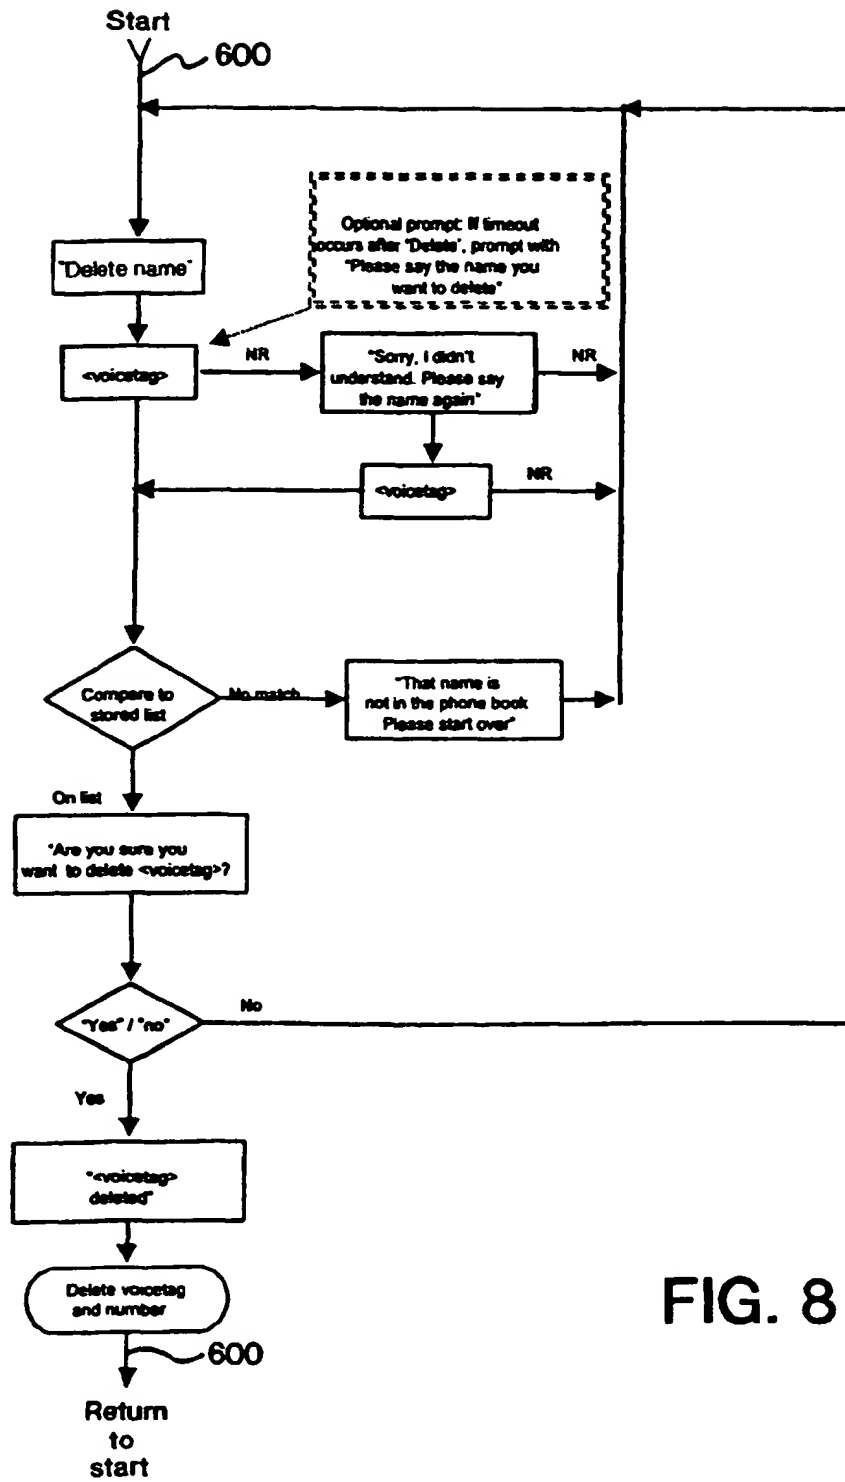 Start
600
Optional prompt: If timeout
occurs after "Delete", prompt with
"Please say the name you
want to delete"
"Delete name"
<voicetag>
NR
"Sorry, I didn't
understand. Please say
the name again"
NR
<voicetag>
NR
Compare to
stored list
No match
"That name is
not in the phone book
Please start over"
On list
"Are you sure you
want to delete <voicetag>?
"Yes" / "no"
No
Yes
"<voicetag>
deleted"
Delete voicetag
and number
600
Return
to
start
FIG. 8